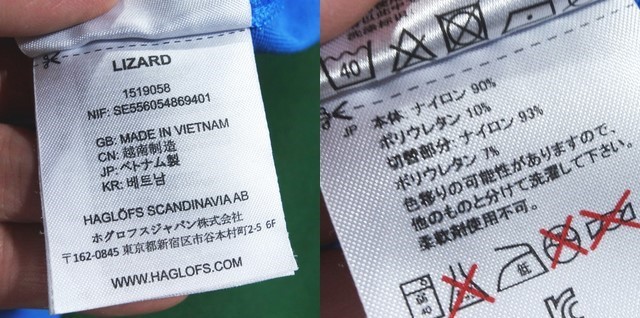 LIZARD
1519058
NIF: SE556054869401
GB: MADE IN VIETNAM
CN: 越南制造
JP: ベトナム製
KR: 베트남
HAGLÖFS SCANDINAVIA AB
ホグロフスジャパン株式会社
〒162-0845 東京都新宿区市谷本村町2-5 6F
WWW.HAGLOFS.COM
40
JP 本体: ナイロン 90%
ポリウレタン 10%
切替部分: ナイロン 93%
ポリウレタン 7%
色移りの可能性がありますので、
他のものと分けて洗濯して下さい。
柔軟剤使用不可。
40
低